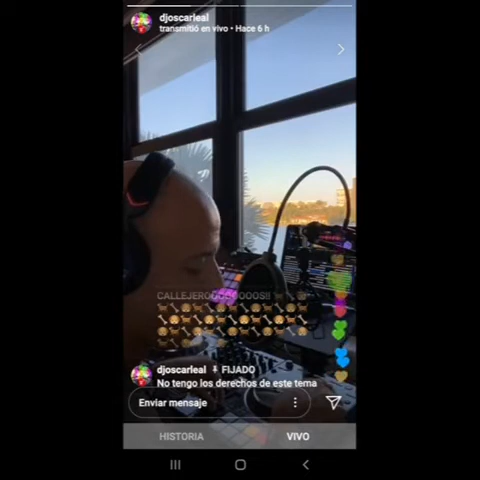 djoscarleal
transmitió en vivo • Hace 6 h
djoscarleal FIJADO
No tengo los derechos de este tema
Enviar mensaje
HISTORIA VIVO